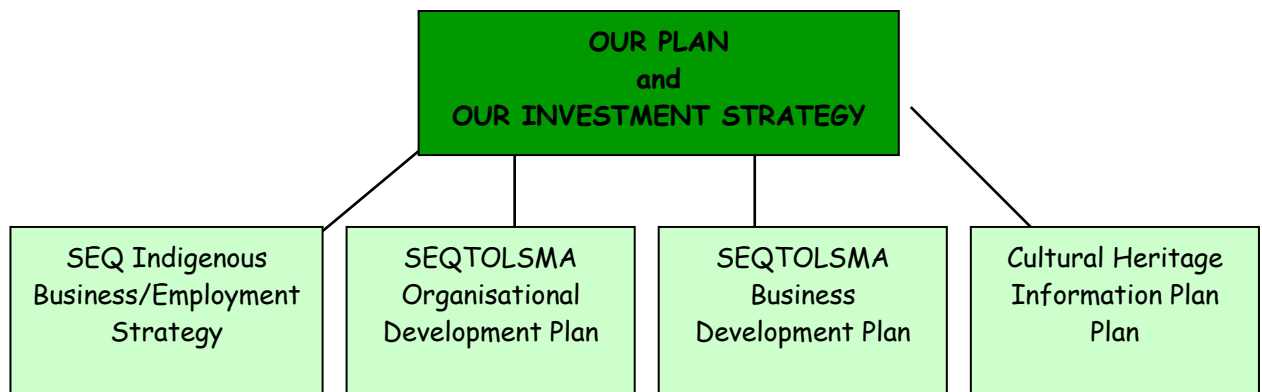 OUR PLAN
and
OUR INVESTMENT STRATEGY
SEQ Indigenous
Business/Employment
Strategy
SEQTOLSMA
Organisational
Development Plan
SEQTOLSMA
Business
Development Plan
Cultural Heritage
Information Plan
Plan